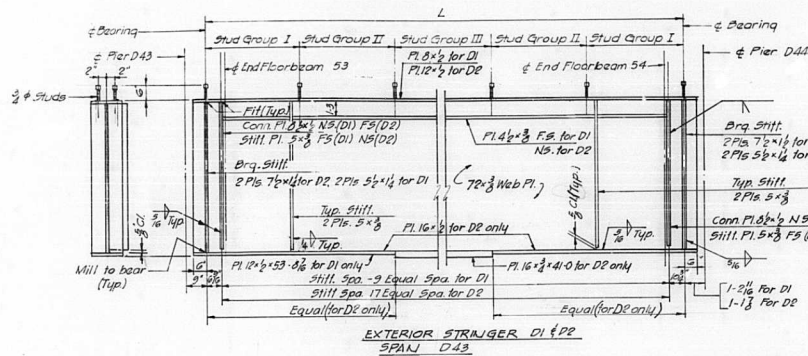 L
℄ Bearing
℄ Bearing
Stud Group I
Stud Group II
Stud Group III
Stud Group II
Stud Group I
℄ Pier D43
℄ Pier D44
2" 2"
℄ End Floorbeam 53
Pl. 8×½ for D1
Pl. 12×½ for D2
℄ End Floorbeam 54
6"
¾ φ Studs
Fit (Typ.)
1-3
Conn. Pl. 8½×½ NS (D1) FS (D2)
Stiff. Pl. 5×⅜ FS (D1) NS (D2)
Pl. 4½×⅜ F.S. for D1
NS. for D2
Brg. Stiff.
2 Pls. 7½×1¼ for D2, 2 Pls 5½×1¼ for D1
72×⅜ Web Pl.
Brg. Stiff.
2 Pls 7½×1¼ for
2 Pls 5½×1¼ for
Typ. Stiff.
2 Pls. 5×⅜
Typ. Stiff.
2 Pls. 5×⅜
Conn. Pl. 8½×½ NS
Stiff. Pl. 5×⅜ FS
5/16 Typ.
¼ Typ.
5/16 Typ.
5/16
Mill to bear
(Typ.)
Pl. 16×½ for D2 only
Pl. 12×½×53-8 7/16 for D1 only
Pl. 16×¾×41-0 for D2 only
6"
9"
Stiff. Spa. - 9 Equal Spa. for D1
Stiff Spa. 17 Equal Spa. for D2
Equal (for D2 only)
Equal (for D2 only)
For D1
For D2
EXTERIOR STRINGER D1 & D2
SPAN D43